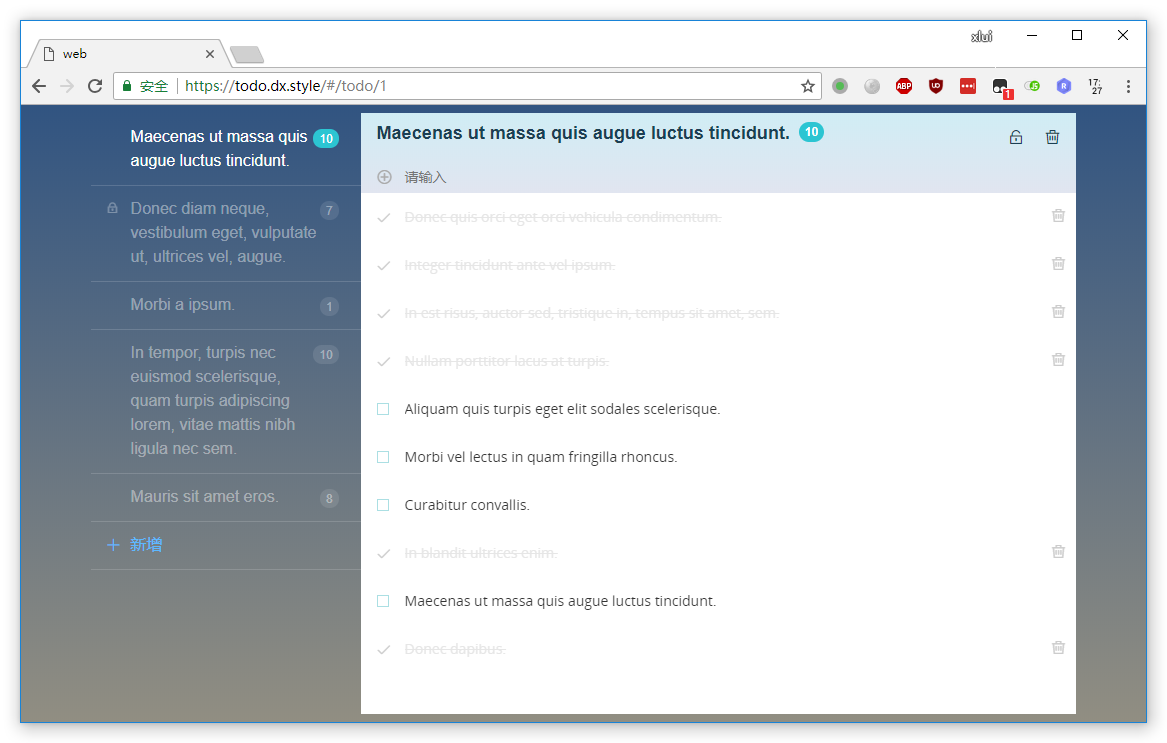 xlui
web
安全
https://todo.dx.style/#/todo/1
ABP
UD
1
JS
R
17:
27
Maecenas ut massa quis
augue luctus tincidunt.
10
Donec diam neque,
vestibulum eget, vulputate
ut, ultrices vel, augue.
7
Morbi a ipsum.
1
In tempor, turpis nec
euismod scelerisque,
quam turpis adipiscing
lorem, vitae mattis nibh
ligula nec sem.
10
Mauris sit amet eros.
8
新增
Maecenas ut massa quis augue luctus tincidunt. 10
请输入
Donec quis orci eget orci vehicula condimentum.
Integer tincidunt ante vel ipsum.
In est risus, auctor sed, tristique in, tempus sit amet, sem.
Nullam porttitor lacus at turpis.
Aliquam quis turpis eget elit sodales scelerisque.
Morbi vel lectus in quam fringilla rhoncus.
Curabitur convallis.
In blandit ultrices enim.
Maecenas ut massa quis augue luctus tincidunt.
Donec dapibus.